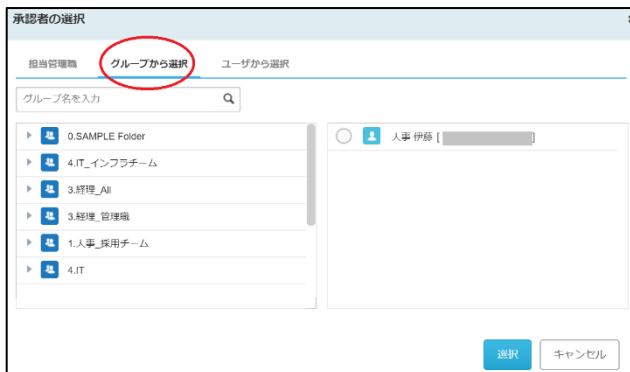 承認者の選択
担当管理職 グループから選択 ユーザから選択
グループ名を入力
0.SAMPLE Folder
4.IT_インフラチーム
3.経理_All
3.経理_管理職
1.人事_採用チーム
4.IT
人事 伊藤 [ ]
選択 キャンセル